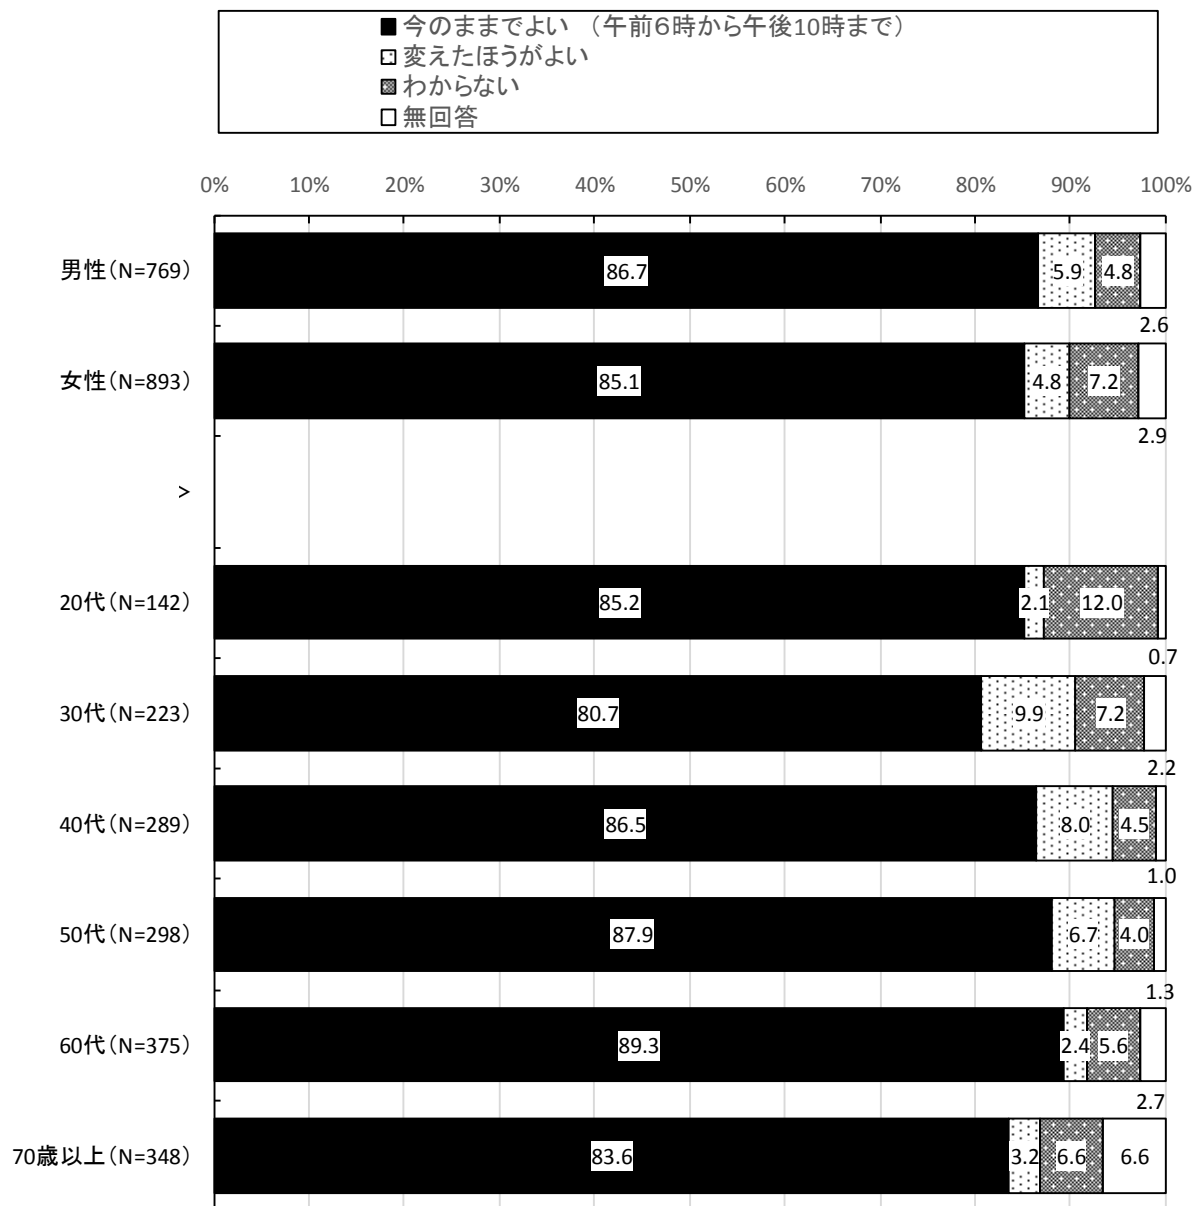 ■今のままでよい （午前６時から午後10時まで）
変えたほうがよい
わからない
□無回答
0% 10% 20% 30% 40% 50% 60% 70% 80% 90% 100%
男性（N=769） 86.7 5.9 4.8
2.6
女性（N=893） 85.1 4.8 7.2
2.9
>
20代（N=142） 85.2 2.1 12.0
0.7
30代（N=223） 80.7 9.9 7.2
2.2
40代（N=289） 86.5 8.0 4.5
1.0
50代（N=298） 87.9 6.7 4.0
1.3
60代（N=375） 89.3 2.4 5.6
2.7
70歳以上（N=348） 83.6 3.2 6.6 6.6